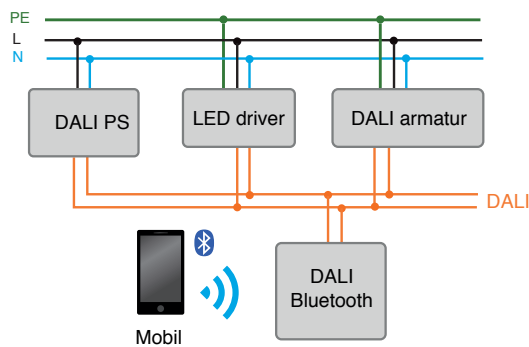 PE
L
N
DALI PS
LED driver
DALI armatur
DALI
DALI
Bluetooth
Mobil